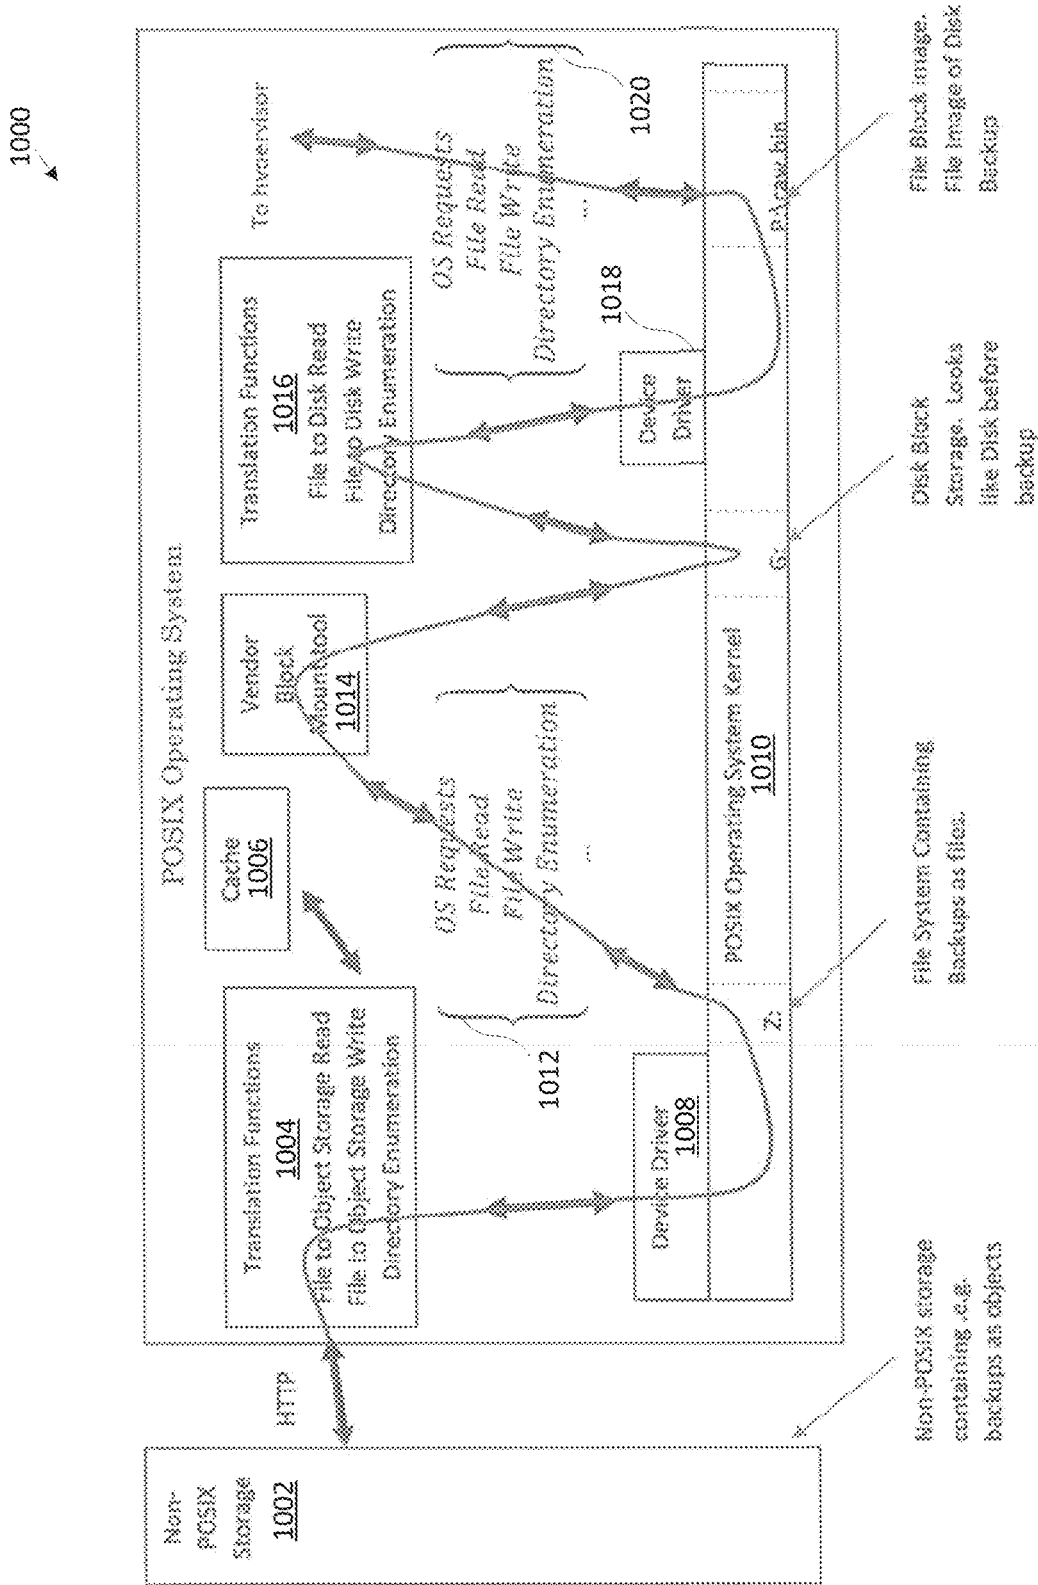 1000
POSIX Operating System
Non-
POSIX
Storage
1002
HTTP
Translation Functions
1004
File to Object Storage Read
File to Object Storage Write
Directory Enumeration
Cache
1006
Vendor
Block
Mount tool
1014
Translation Functions
1016
File to Disk Read
File to Disk Write
Directory Enumeration
To hypervisor
1012
OS Requests
File Read
File Write
Directory Enumeration
...
OS Requests
File Read
File Write
Directory Enumeration
...
1020
Device Driver
1008
Device
Driver
1018
Z:
POSIX Operating System Kernel
1010
G:
P:\raw.bin
Non-POSIX storage
containing .e.g.
backups as objects
File System Containing
Backups as files.
Disk Block
Storage. Looks
like Disk before
backup
File Block Image.
File Image of Disk
Backup